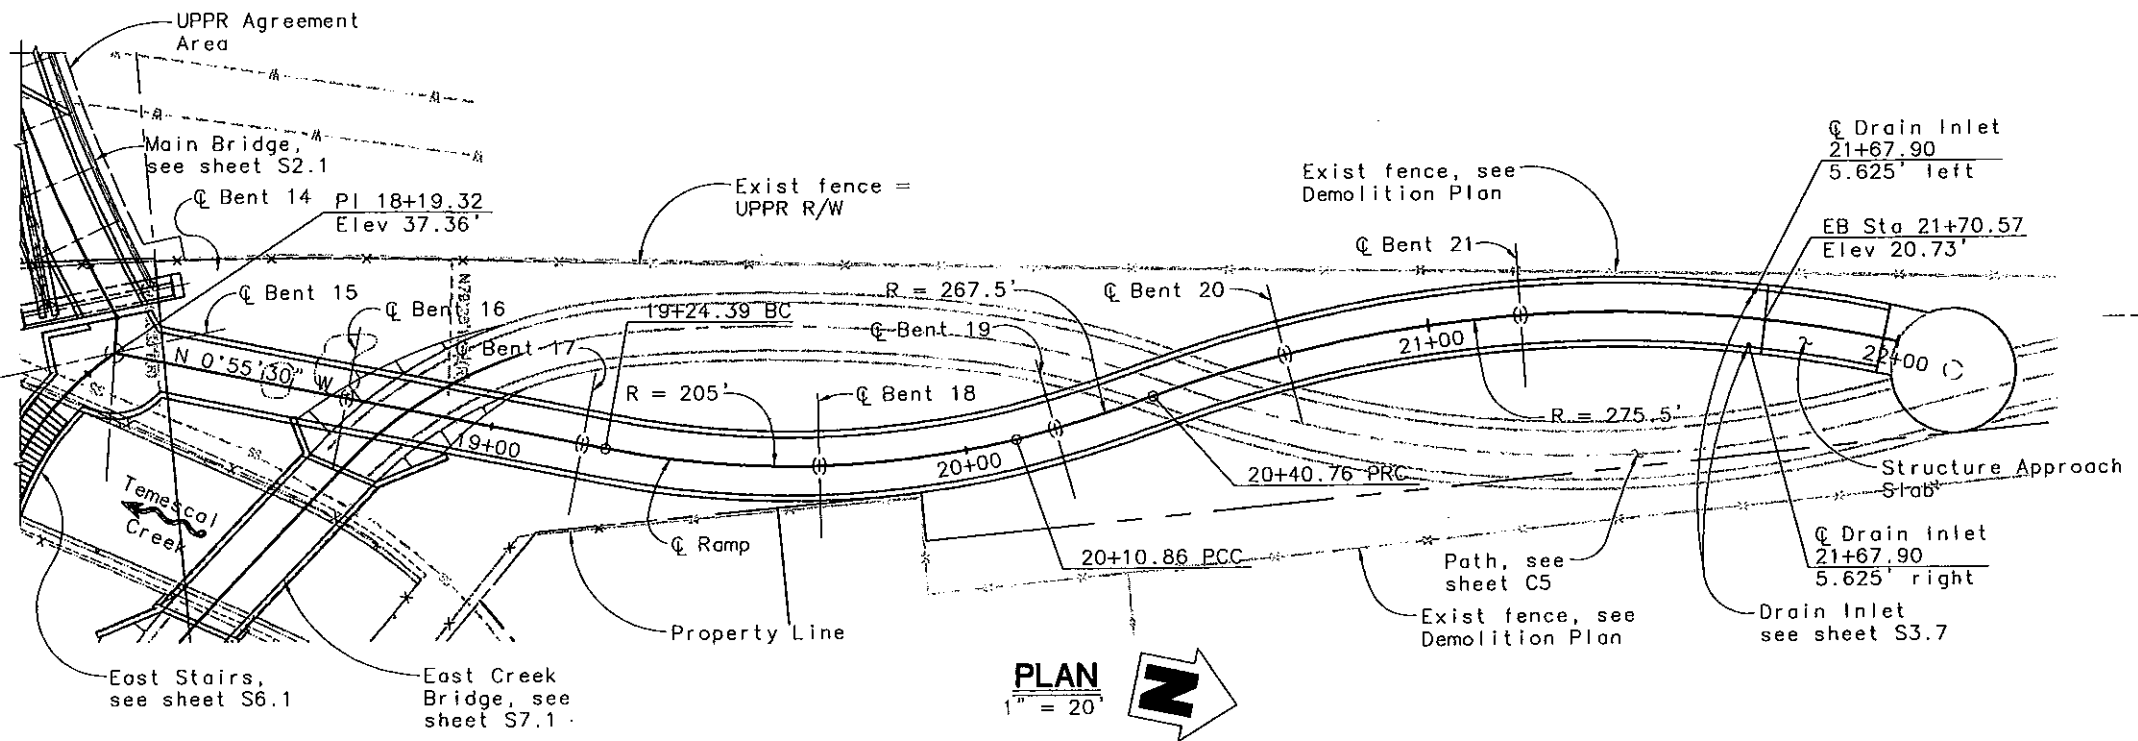 UPPR Agreement
Area
Main Bridge,
see sheet S2.1
℄ Bent 14
PI 18+19.32
Elev 37.36'
Exist fence =
UPPR R/W
Exist fence, see
Demolition Plan
℄ Drain Inlet
21+67.90
5.625' left
EB Sta 21+70.57
Elev 20.73'
℄ Bent 21
℄ Bent 20
R = 267.5'
℄ Bent 15
℄ Bent 16
19+24.39 BC
℄ Bent 19
℄ Bent 17
N 0°55'30" W
R = 205'
℄ Bent 18
21+00
22+00
R = 275.5'
19+00
20+00
20+40.76 PRC
Structure Approach
Slab
SS
SS
Temescal
Creek
℄ Ramp
20+10.86 PCC
Path, see
sheet C5
℄ Drain Inlet
21+67.90
5.625' right
Property Line
Exist fence, see
Demolition Plan
Drain Inlet
see sheet S3.7
East Stairs,
see sheet S6.1
East Creek
Bridge, see
sheet S7.1
PLAN
1" = 20'
N